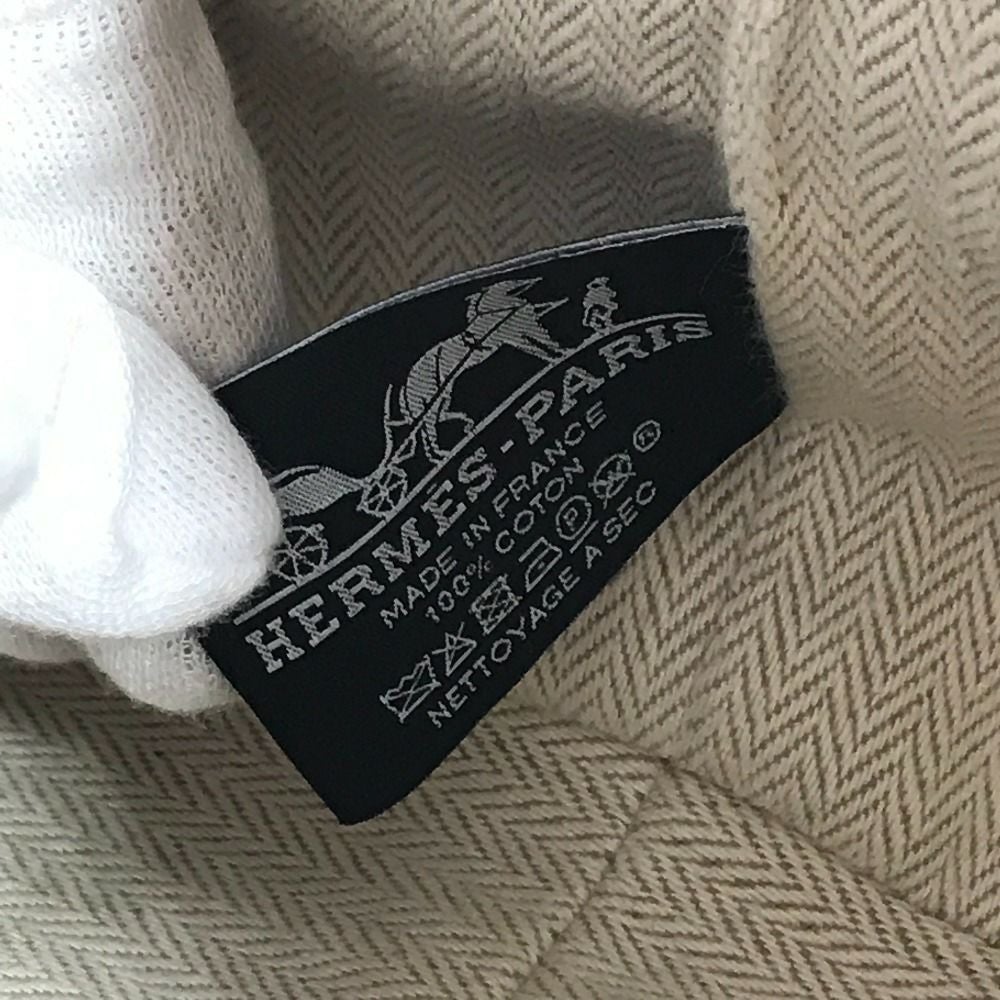 HERMES-PARIS
MADE IN FRANCE
100% COTON
P
NETTOYAGE A SEC